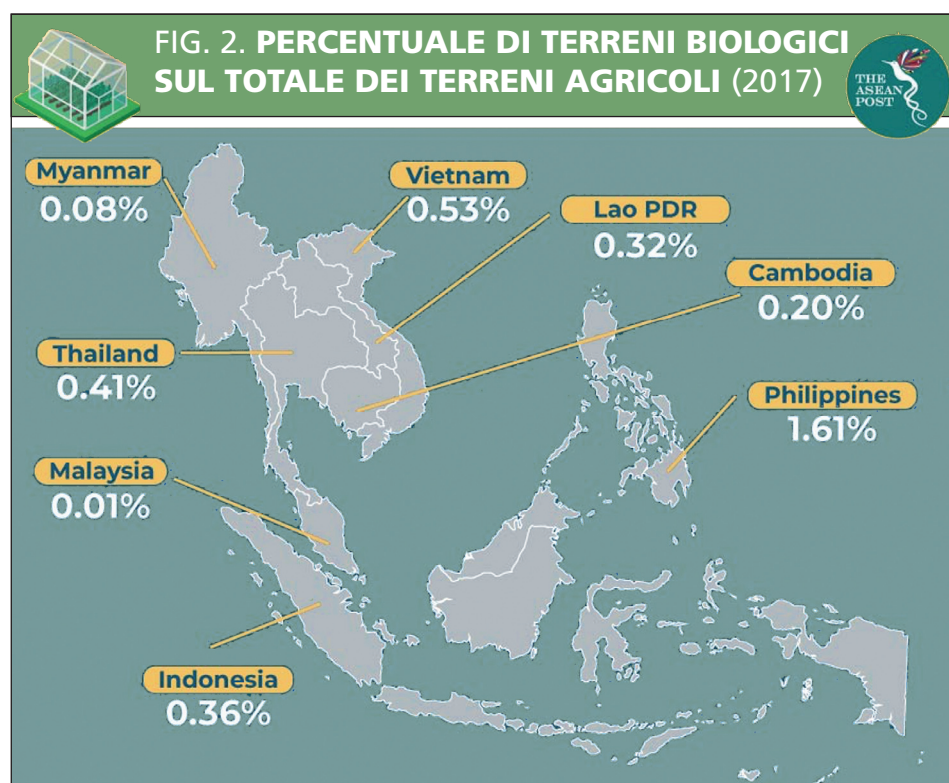 FIG. 2. PERCENTUALE DI TERRENI BIOLOGICI
SUL TOTALE DEI TERRENI AGRICOLI (2017)
THE
ASEAN
POST
Myanmar
0.08%
Vietnam
0.53%
Lao PDR
0.32%
Cambodia
0.20%
Thailand
0.41%
Philippines
1.61%
Malaysia
0.01%
Indonesia
0.36%